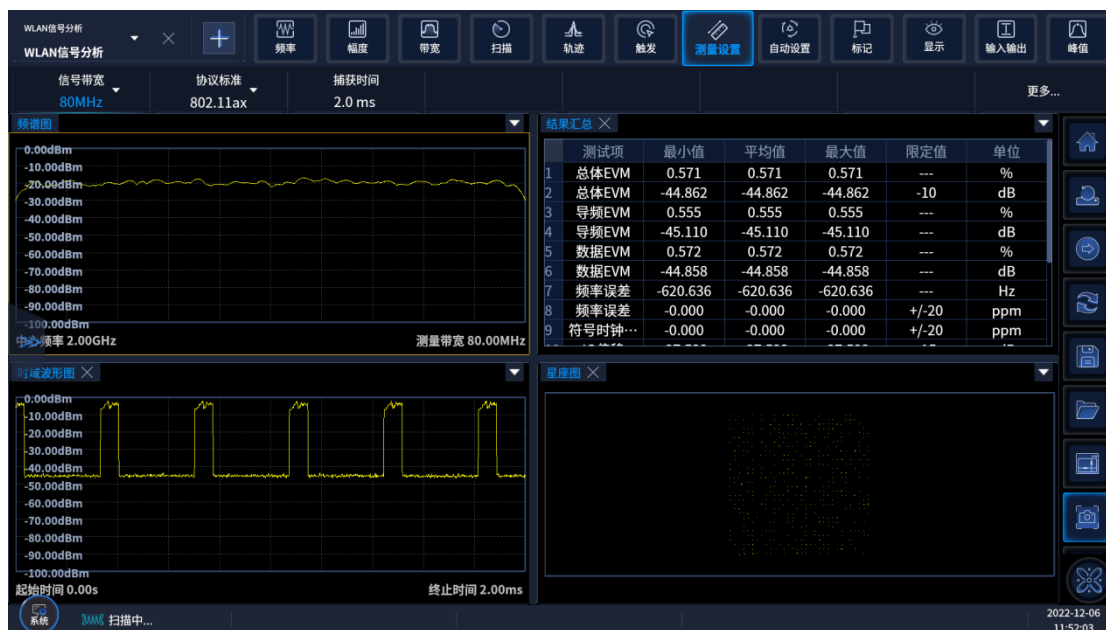 WLAN信号分析
WLAN信号分析
频率
幅度
带宽
扫描
轨迹
触发
测量设置
自动设置
标记
显示
输入输出
峰值
信号带宽
80MHz
协议标准
802.11ax
捕获时间
2.0 ms
更多...
频谱图
0.00dBm
-10.00dBm
-20.00dBm
-30.00dBm
-40.00dBm
-50.00dBm
-60.00dBm
-70.00dBm
-80.00dBm
-90.00dBm
-100.00dBm
中心频率 2.00GHz
测量带宽 80.00MHz
结果汇总
测试项 最小值 平均值 最大值 限定值 单位
1 总体EVM 0.571 0.571 0.571 --- %
2 总体EVM -44.862 -44.862 -44.862 -10 dB
3 导频EVM 0.555 0.555 0.555 --- %
4 导频EVM -45.110 -45.110 -45.110 --- dB
5 数据EVM 0.572 0.572 0.572 --- %
6 数据EVM -44.858 -44.858 -44.858 --- dB
7 频率误差 -620.636 -620.636 -620.636 --- Hz
8 频率误差 -0.000 -0.000 -0.000 +/-20 ppm
9 符号时钟… -0.000 -0.000 -0.000 +/-20 ppm
时域波形图
0.00dBm
-10.00dBm
-20.00dBm
-30.00dBm
-40.00dBm
-50.00dBm
-60.00dBm
-70.00dBm
-80.00dBm
-90.00dBm
-100.00dBm
起始时间 0.00s
终止时间 2.00ms
星座图
系统
扫描中...
2022-12-06
11:52:03